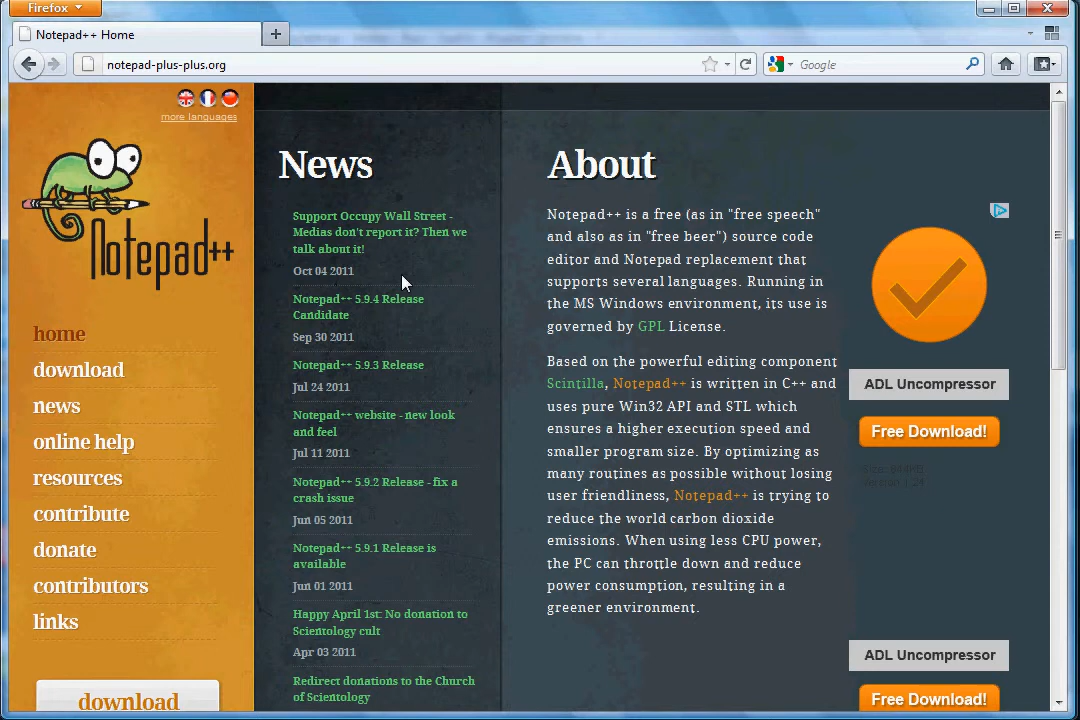 Firefox
Notepad++ Home
notepad-plus-plus.org
Google
more languages
Notepad++
home
download
news
online help
resources
contribute
donate
contributors
links
download
News
Support Occupy Wall Street -
Medias don't report it? Then we
talk about it!
Oct 04 2011
Notepad++ 5.9.4 Release
Candidate
Sep 30 2011
Notepad++ 5.9.3 Release
Jul 24 2011
Notepad++ website - new look
and feel
Jul 11 2011
Notepad++ 5.9.2 Release - fix a
crash issue
Jun 05 2011
Notepad++ 5.9.1 Release is
available
Jun 01 2011
Happy April 1st: No donation to
Scientology cult
Apr 03 2011
Redirect donations to the Church
of Scientology
About
Notepad++ is a free (as in "free speech"
and also as in "free beer") source code
editor and Notepad replacement that
supports several languages. Running in
the MS Windows environment, its use is
governed by GPL License.
Based on the powerful editing component
Scintilla, Notepad++ is written in C++ and
uses pure Win32 API and STL which
ensures a higher execution speed and
smaller program size. By optimizing as
many routines as possible without losing
user friendliness, Notepad++ is trying to
reduce the world carbon dioxide
emissions. When using less CPU power,
the PC can throttle down and reduce
power consumption, resulting in a
greener environment.
ADL Uncompressor
Free Download!
ADL Uncompressor
Free Download!